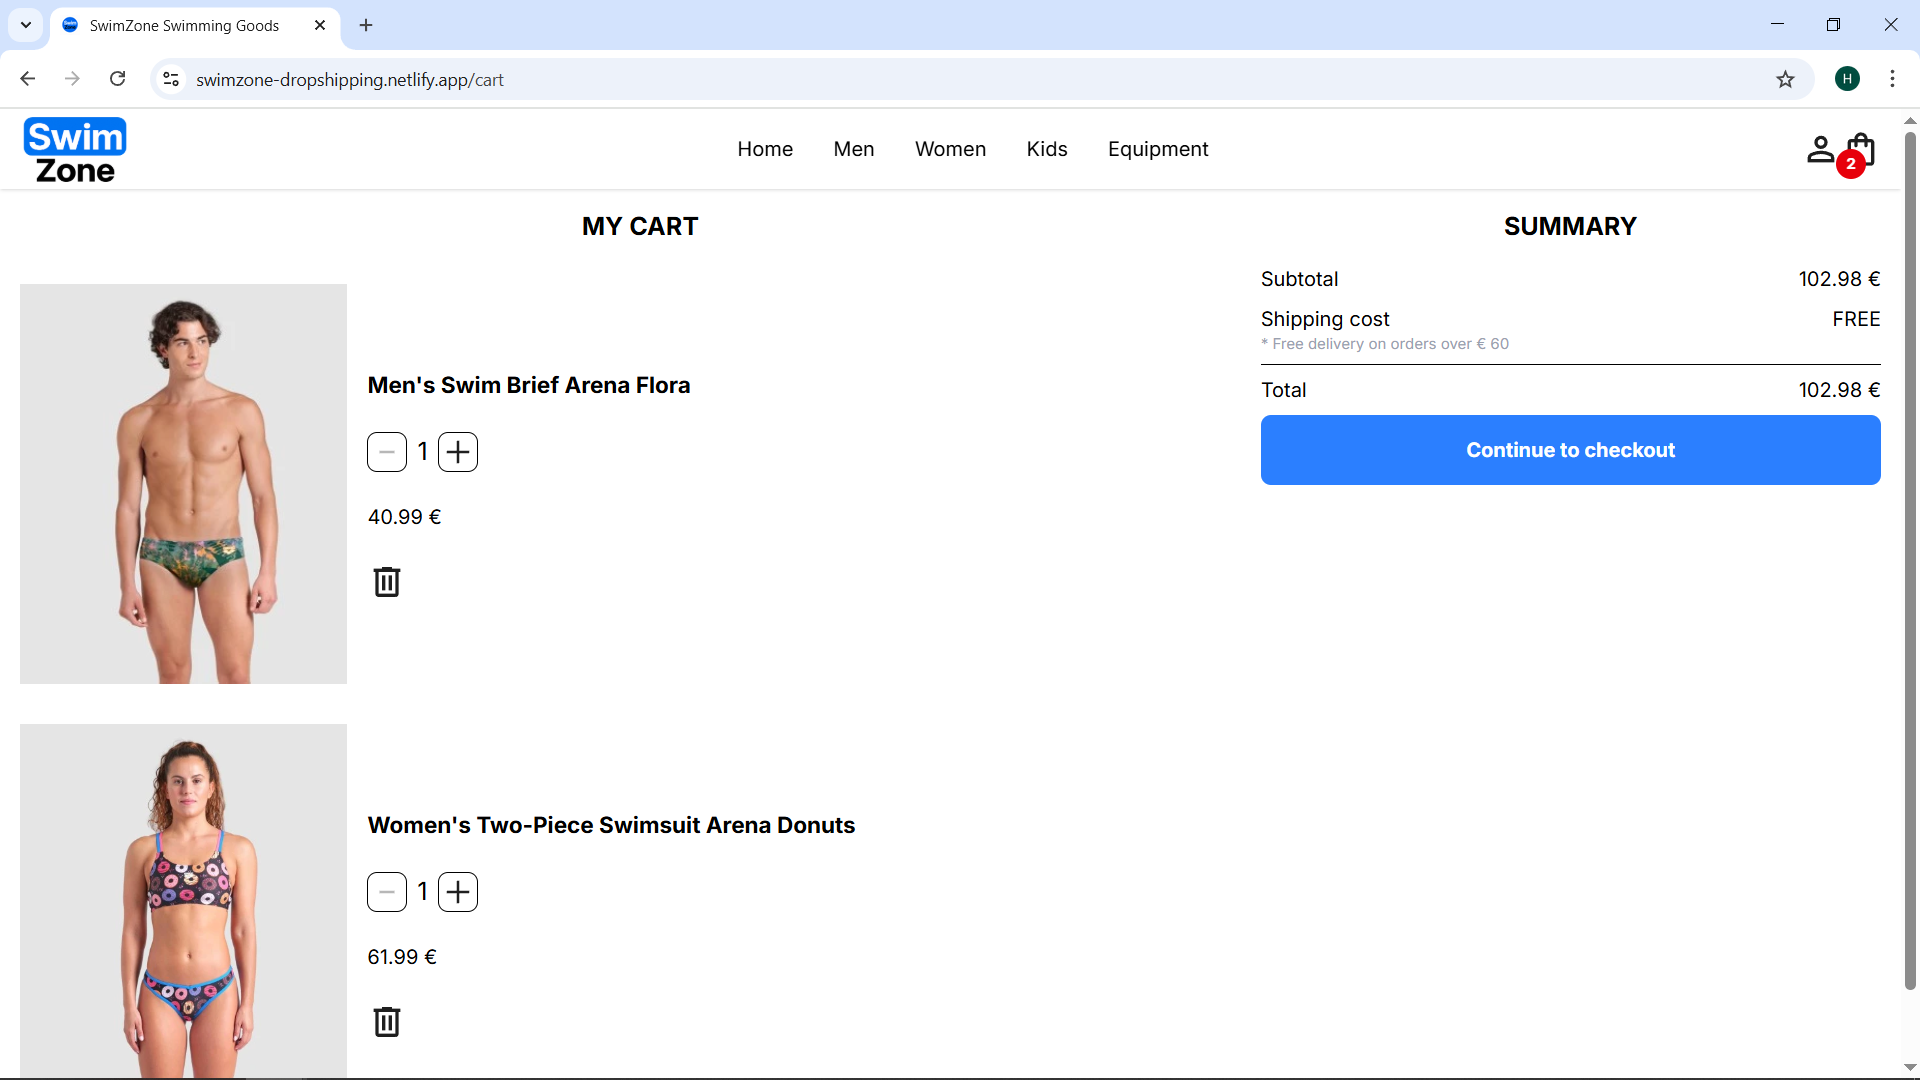 SwimZone Swimming Goods
swimzone-dropshipping.netlify.app/cart
H
Swim
Zone
Home Men Women Kids Equipment
2
MY CART
Men's Swim Brief Arena Flora
1
40.99 €
Women's Two-Piece Swimsuit Arena Donuts
1
61.99 €
SUMMARY
Subtotal 102.98 €
Shipping cost FREE
* Free delivery on orders over € 60
Total 102.98 €
Continue to checkout